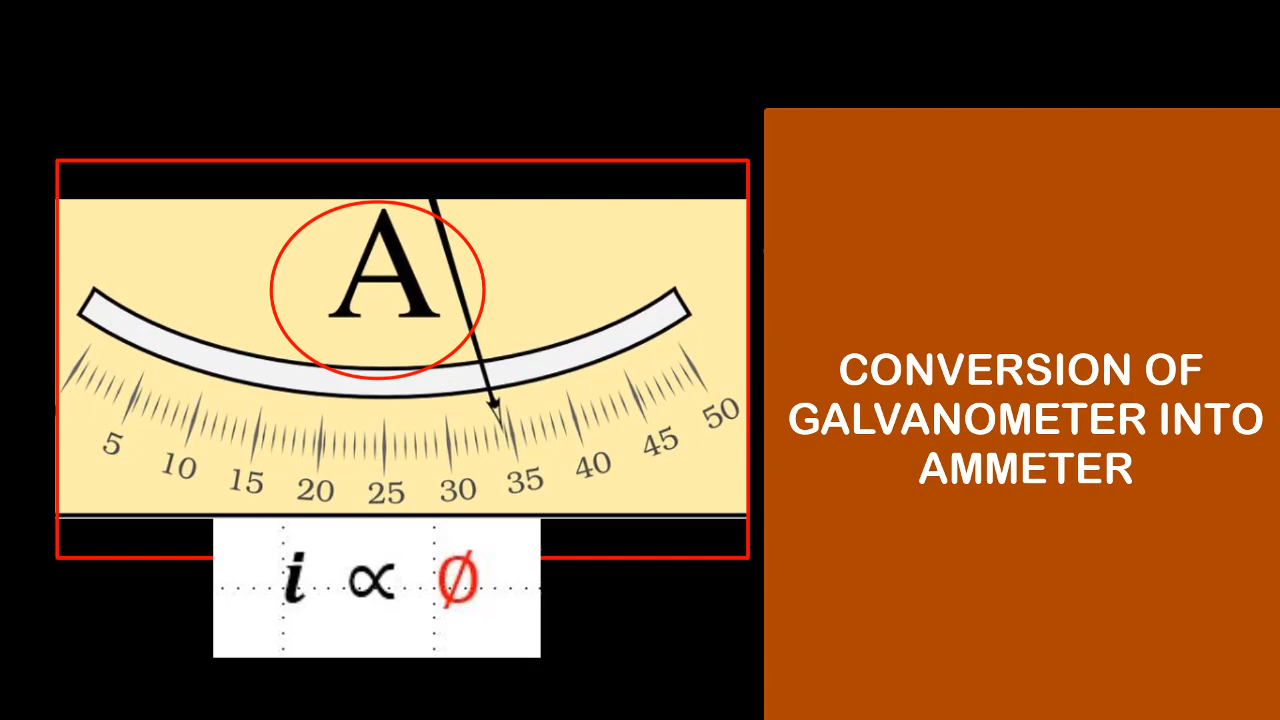 A
5 10 15 20 25 30 35 40 45 50
i ∝ ∅
CONVERSION OF
GALVANOMETER INTO
AMMETER